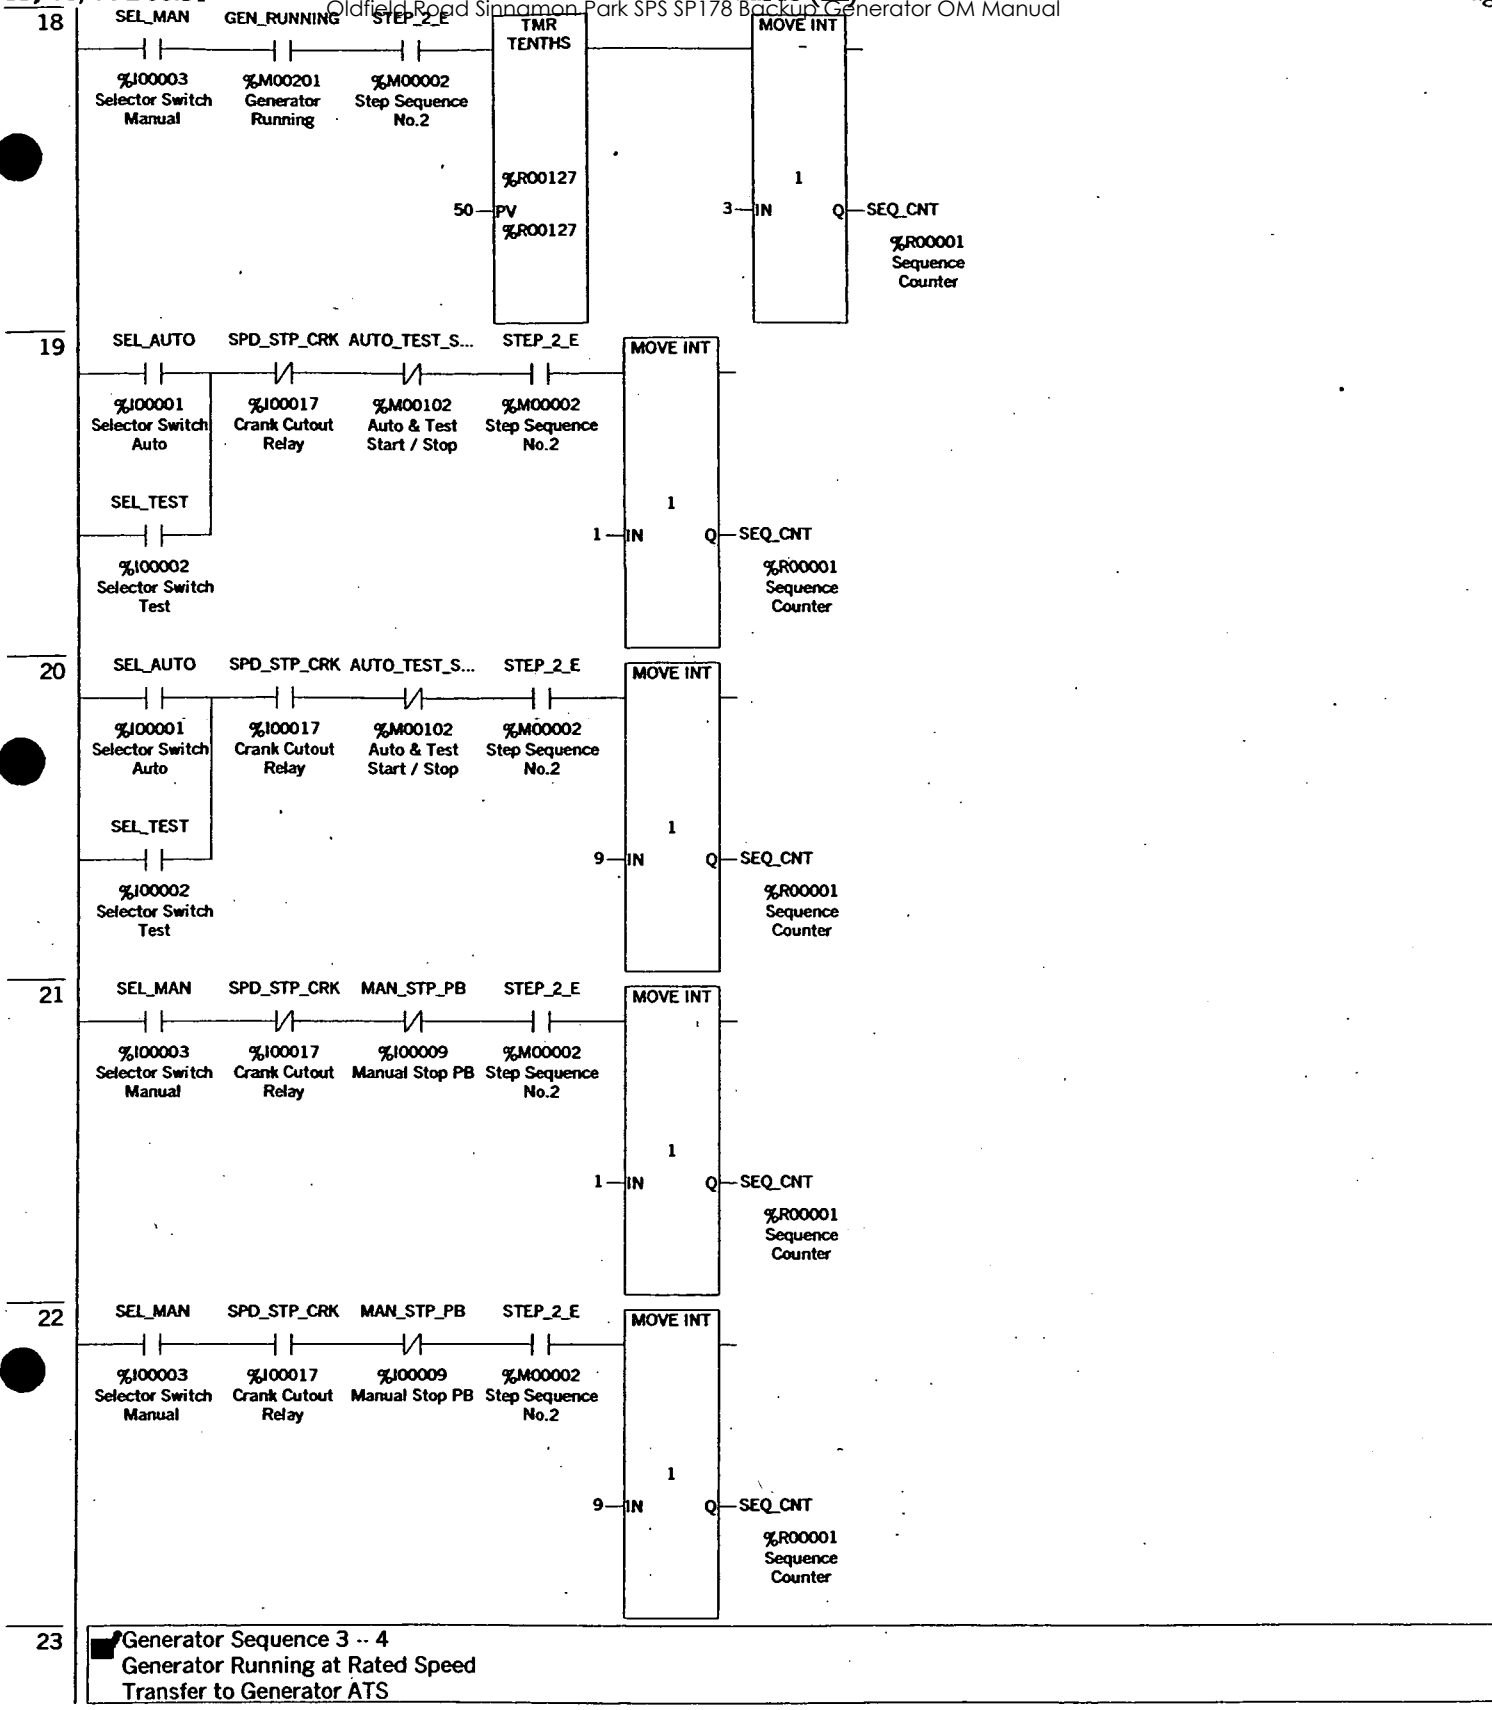 Oldfield Road Sinnamon Park SPS SP178 Backup Generator OM Manual
18
SEL_MAN GEN_RUNNING STEP_2_E TMR TENTHS MOVE INT
%I00003 Selector Switch Manual
%M00201 Generator Running
%M00002 Step Sequence No.2
%R00127
1
50 PV
3 IN Q SEQ_CNT
%R00127
%R00001 Sequence Counter
19
SEL_AUTO SPD_STP_CRK AUTO_TEST_S... STEP_2_E MOVE INT
%I00001 Selector Switch Auto
%I00017 Crank Cutout Relay
%M00102 Auto & Test Start / Stop
%M00002 Step Sequence No.2
SEL_TEST
1
1 IN Q SEQ_CNT
%I00002 Selector Switch Test
%R00001 Sequence Counter
20
SEL_AUTO SPD_STP_CRK AUTO_TEST_S... STEP_2_E MOVE INT
%I00001 Selector Switch Auto
%I00017 Crank Cutout Relay
%M00102 Auto & Test Start / Stop
%M00002 Step Sequence No.2
SEL_TEST
1
9 IN Q SEQ_CNT
%I00002 Selector Switch Test
%R00001 Sequence Counter
21
SEL_MAN SPD_STP_CRK MAN_STP_PB STEP_2_E MOVE INT
%I00003 Selector Switch Manual
%I00017 Crank Cutout Relay
%I00009 Manual Stop PB
%M00002 Step Sequence No.2
1
1 IN Q SEQ_CNT
%R00001 Sequence Counter
22
SEL_MAN SPD_STP_CRK MAN_STP_PB STEP_2_E MOVE INT
%I00003 Selector Switch Manual
%I00017 Crank Cutout Relay
%I00009 Manual Stop PB
%M00002 Step Sequence No.2
1
9 IN Q SEQ_CNT
%R00001 Sequence Counter
23
Generator Sequence 3 -- 4
Generator Running at Rated Speed
Transfer to Generator ATS